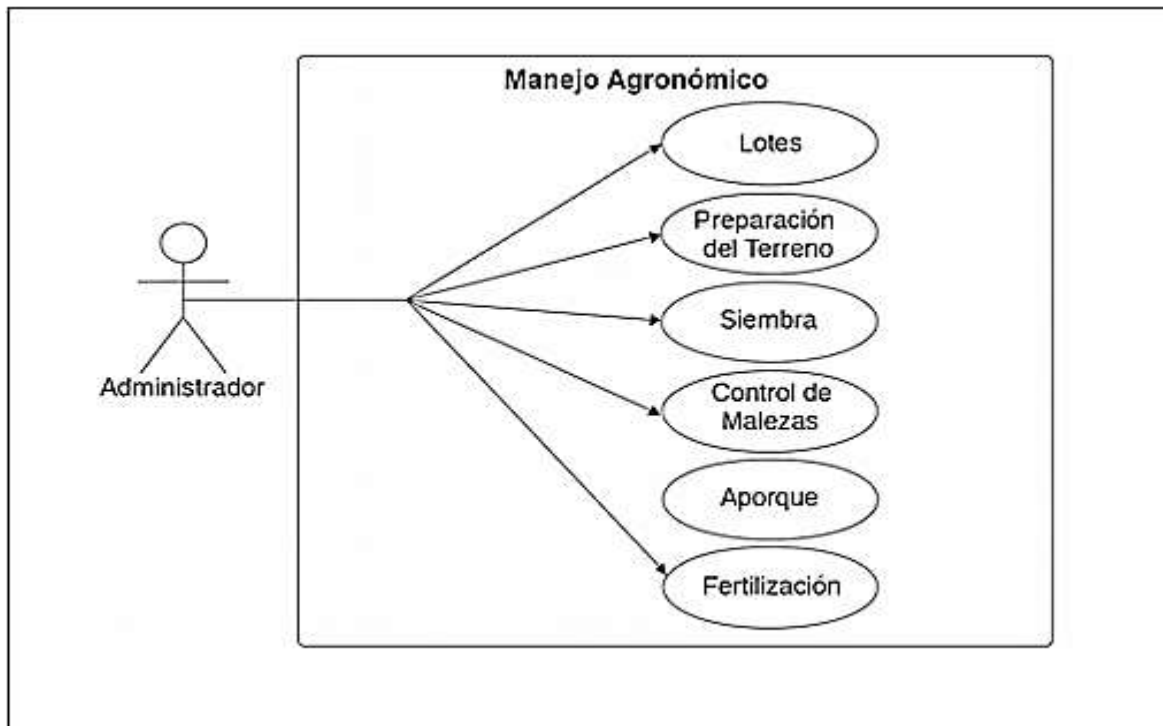 Manejo Agronómico
Lotes
Preparación
del Terreno
Siembra
Control de
Malezas
Aporque
Fertilización
Administrador